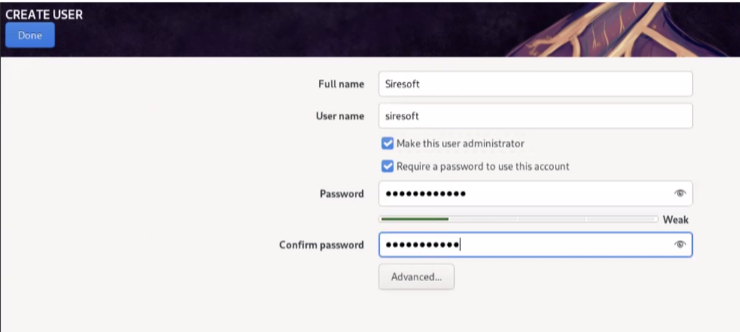 CREATE USER
Done
Full name
Siresoft
User name
siresoft
Make this user administrator
Require a password to use this account
Password
••••••••••••
Weak
Confirm password
•••••••••••
Advanced...